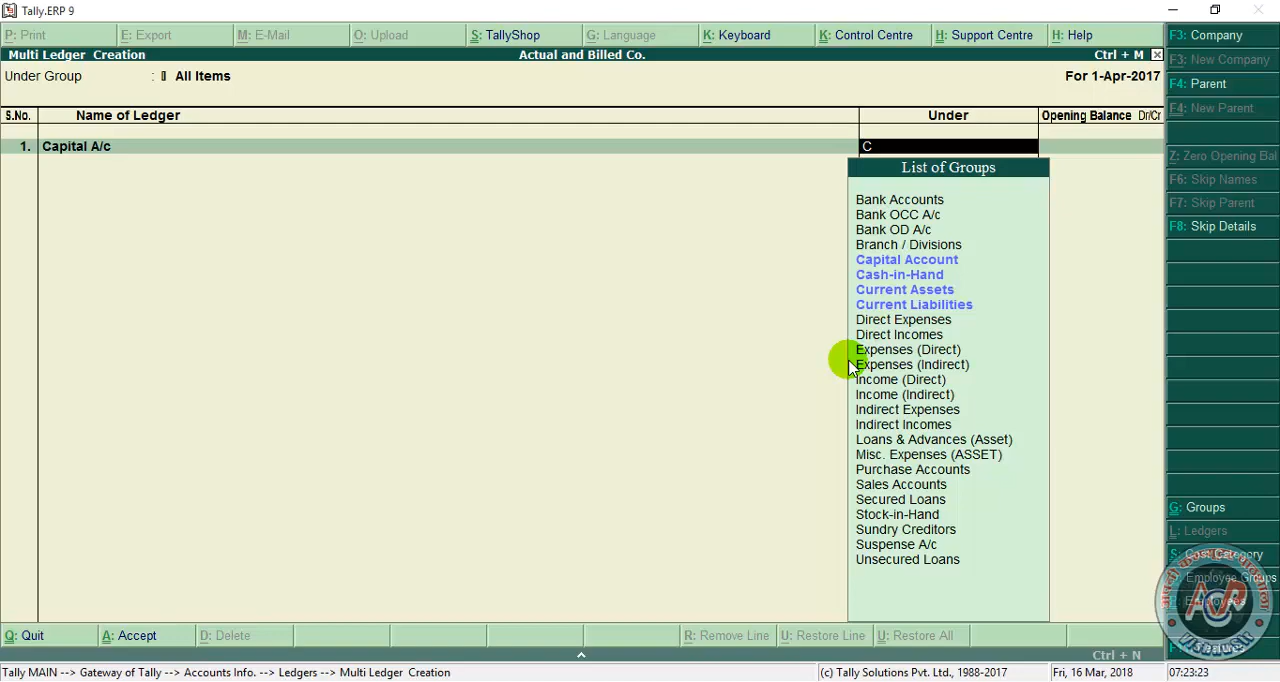 Tally.ERP 9
P: Print E: Export M: E-Mail O: Upload S: TallyShop G: Language K: Keyboard K: Control Centre H: Support Centre H: Help
F3: Company
Multi Ledger Creation Actual and Billed Co. Ctrl + M
F3: New Company
Under Group : All Items For 1-Apr-2017
F4: Parent
F4: New Parent
S.No. Name of Ledger Under Opening Balance Dr/Cr
1. Capital A/c C
Z: Zero Opening Bal
List of Groups
F6: Skip Names
Bank Accounts
F7: Skip Parent
Bank OCC A/c
Bank OD A/c
F8: Skip Details
Branch / Divisions
Capital Account
Cash-in-Hand
Current Assets
Current Liabilities
Direct Expenses
Direct Incomes
Expenses (Direct)
Expenses (Indirect)
Income (Direct)
Income (Indirect)
Indirect Expenses
Indirect Incomes
Loans & Advances (Asset)
Misc. Expenses (ASSET)
Purchase Accounts
Sales Accounts
Secured Loans
G: Groups
Stock-in-Hand
Sundry Creditors
L: Ledgers
Suspense A/c
S: Cost Category
Unsecured Loans
Employee Groups
Employees
ACP
Q: Quit A: Accept D: Delete R: Remove Line U: Restore Line U: Restore All
Features
Ctrl + N
Tally MAIN --> Gateway of Tally --> Accounts Info. --> Ledgers --> Multi Ledger Creation (c) Tally Solutions Pvt. Ltd., 1988-2017 Fri, 16 Mar, 2018 07:23:23